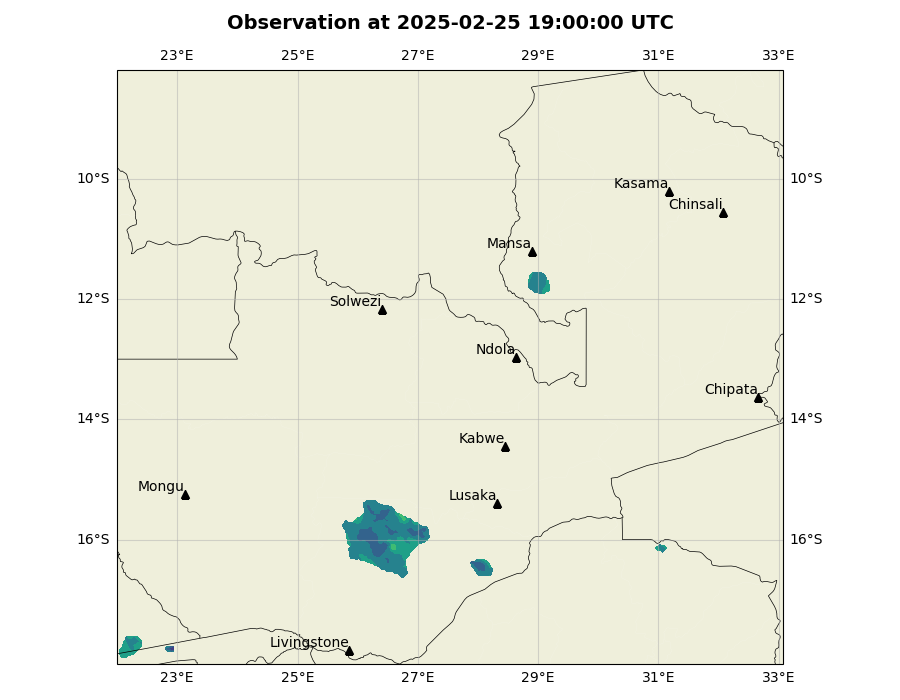 Observation at 2025-02-25 19:00:00 UTC
23°E 25°E 27°E 29°E 31°E 33°E
10°S 10°S
Kasama
Chinsali
Mansa
12°S 12°S
Solwezi
Ndola
Chipata
14°S 14°S
Kabwe
Mongu
Lusaka
16°S 16°S
Livingstone
23°E 25°E 27°E 29°E 31°E 33°E